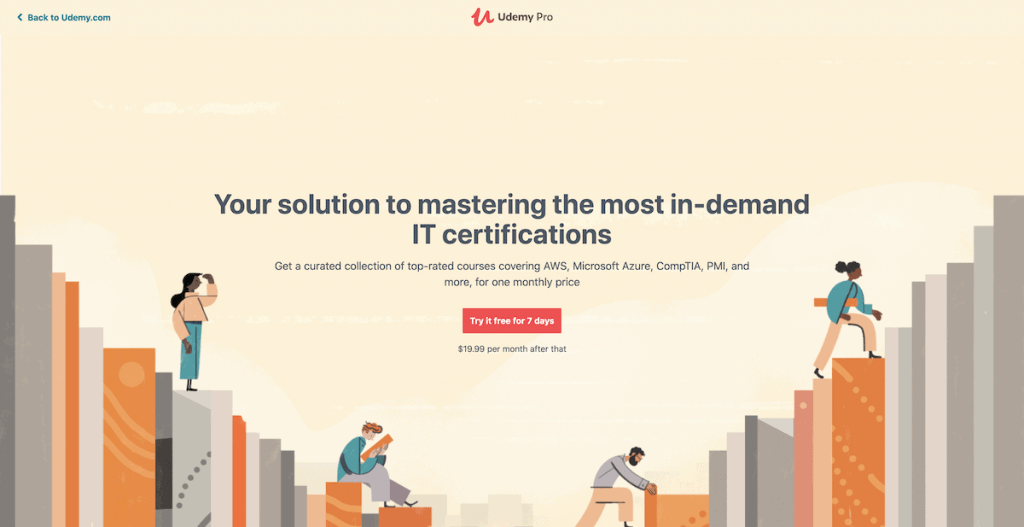 Back to Udemy.com
Udemy Pro
Your solution to mastering the most in-demand
IT certifications
Get a curated collection of top-rated courses covering AWS, Microsoft Azure, CompTIA, PMI, and
more, for one monthly price
Try it free for 7 days
$19.99 per month after that